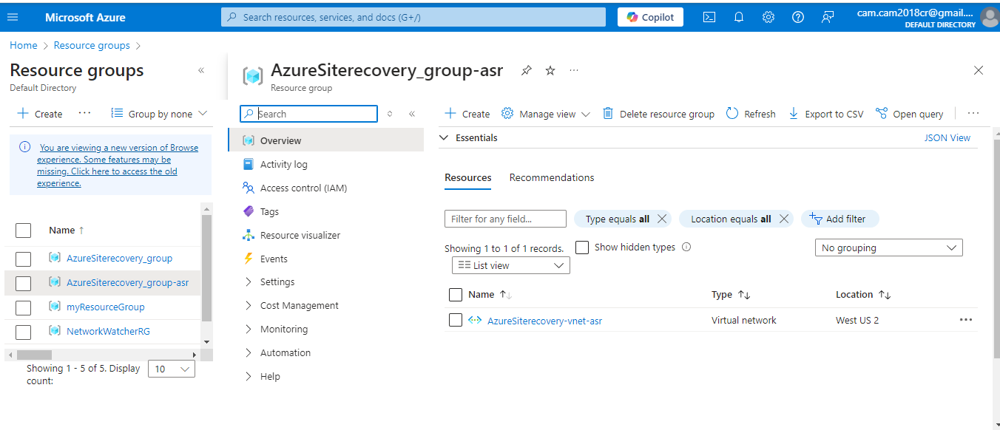 Microsoft Azure
Search resources, services, and docs (G+/)
Copilot
cam.cam2018cr@gmail....
DEFAULT DIRECTORY
Home > Resource groups >
Resource groups
Default Directory
Create
Group by none
You are viewing a new version of Browse
experience. Some features may be
missing. Click here to access the old
experience.
Name ↑
AzureSiterecovery_group
AzureSiterecovery_group-asr
myResourceGroup
NetworkWatcherRG
Showing 1 - 5 of 5. Display
count:
10
AzureSiterecovery_group-asr
Resource group
Search
Overview
Activity log
Access control (IAM)
Tags
Resource visualizer
Events
Settings
Cost Management
Monitoring
Automation
Help
Create
Manage view
Delete resource group
Refresh
Export to CSV
Open query
Essentials
JSON View
Resources
Recommendations
Filter for any field...
Type equals all
Location equals all
Add filter
Showing 1 to 1 of 1 records.
Show hidden types
No grouping
List view
Name ↑↓
Type ↑↓
Location ↑↓
AzureSiterecovery-vnet-asr
Virtual network
West US 2